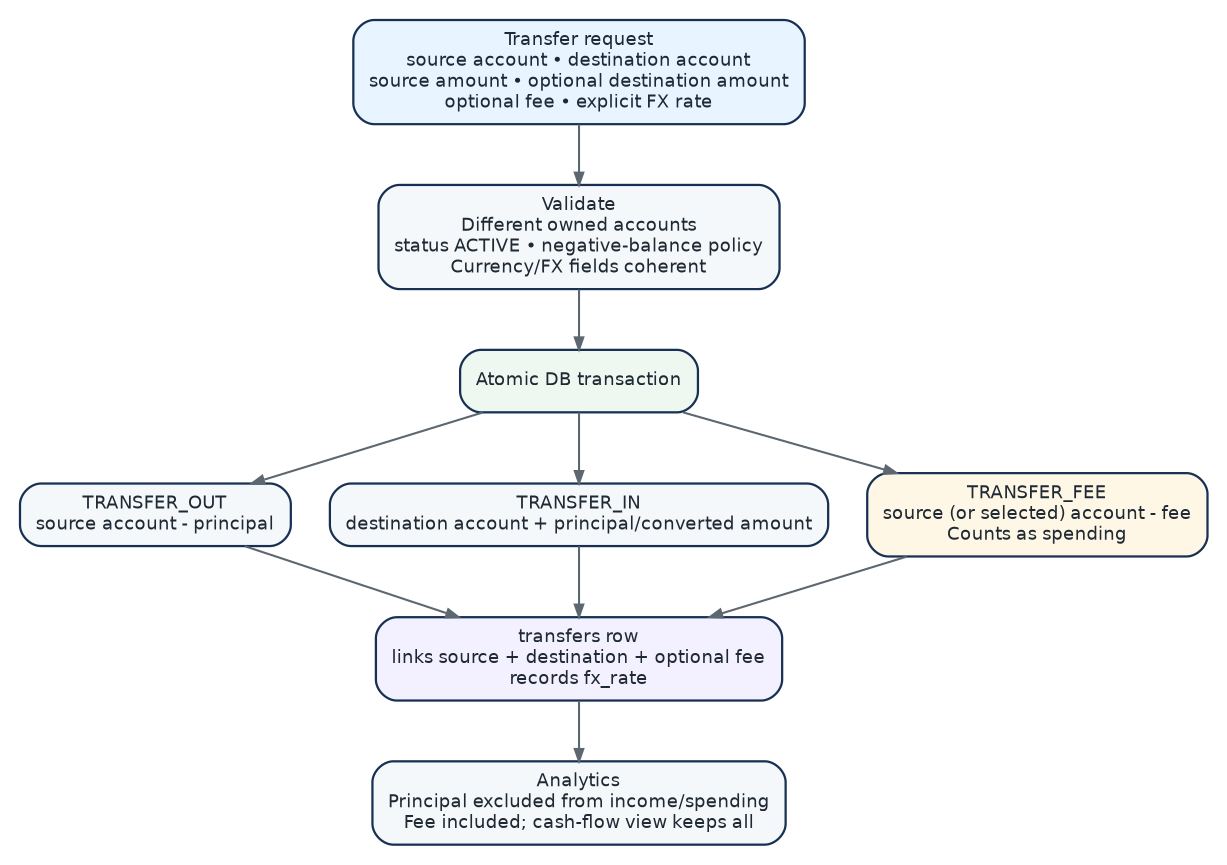 Transfer request
source account • destination account
source amount • optional destination amount
optional fee • explicit FX rate
Validate
Different owned accounts
status ACTIVE • negative-balance policy
Currency/FX fields coherent
Atomic DB transaction
TRANSFER_OUT
source account - principal
TRANSFER_IN
destination account + principal/converted amount
TRANSFER_FEE
source (or selected) account - fee
Counts as spending
transfers row
links source + destination + optional fee
records fx_rate
Analytics
Principal excluded from income/spending
Fee included; cash-flow view keeps all